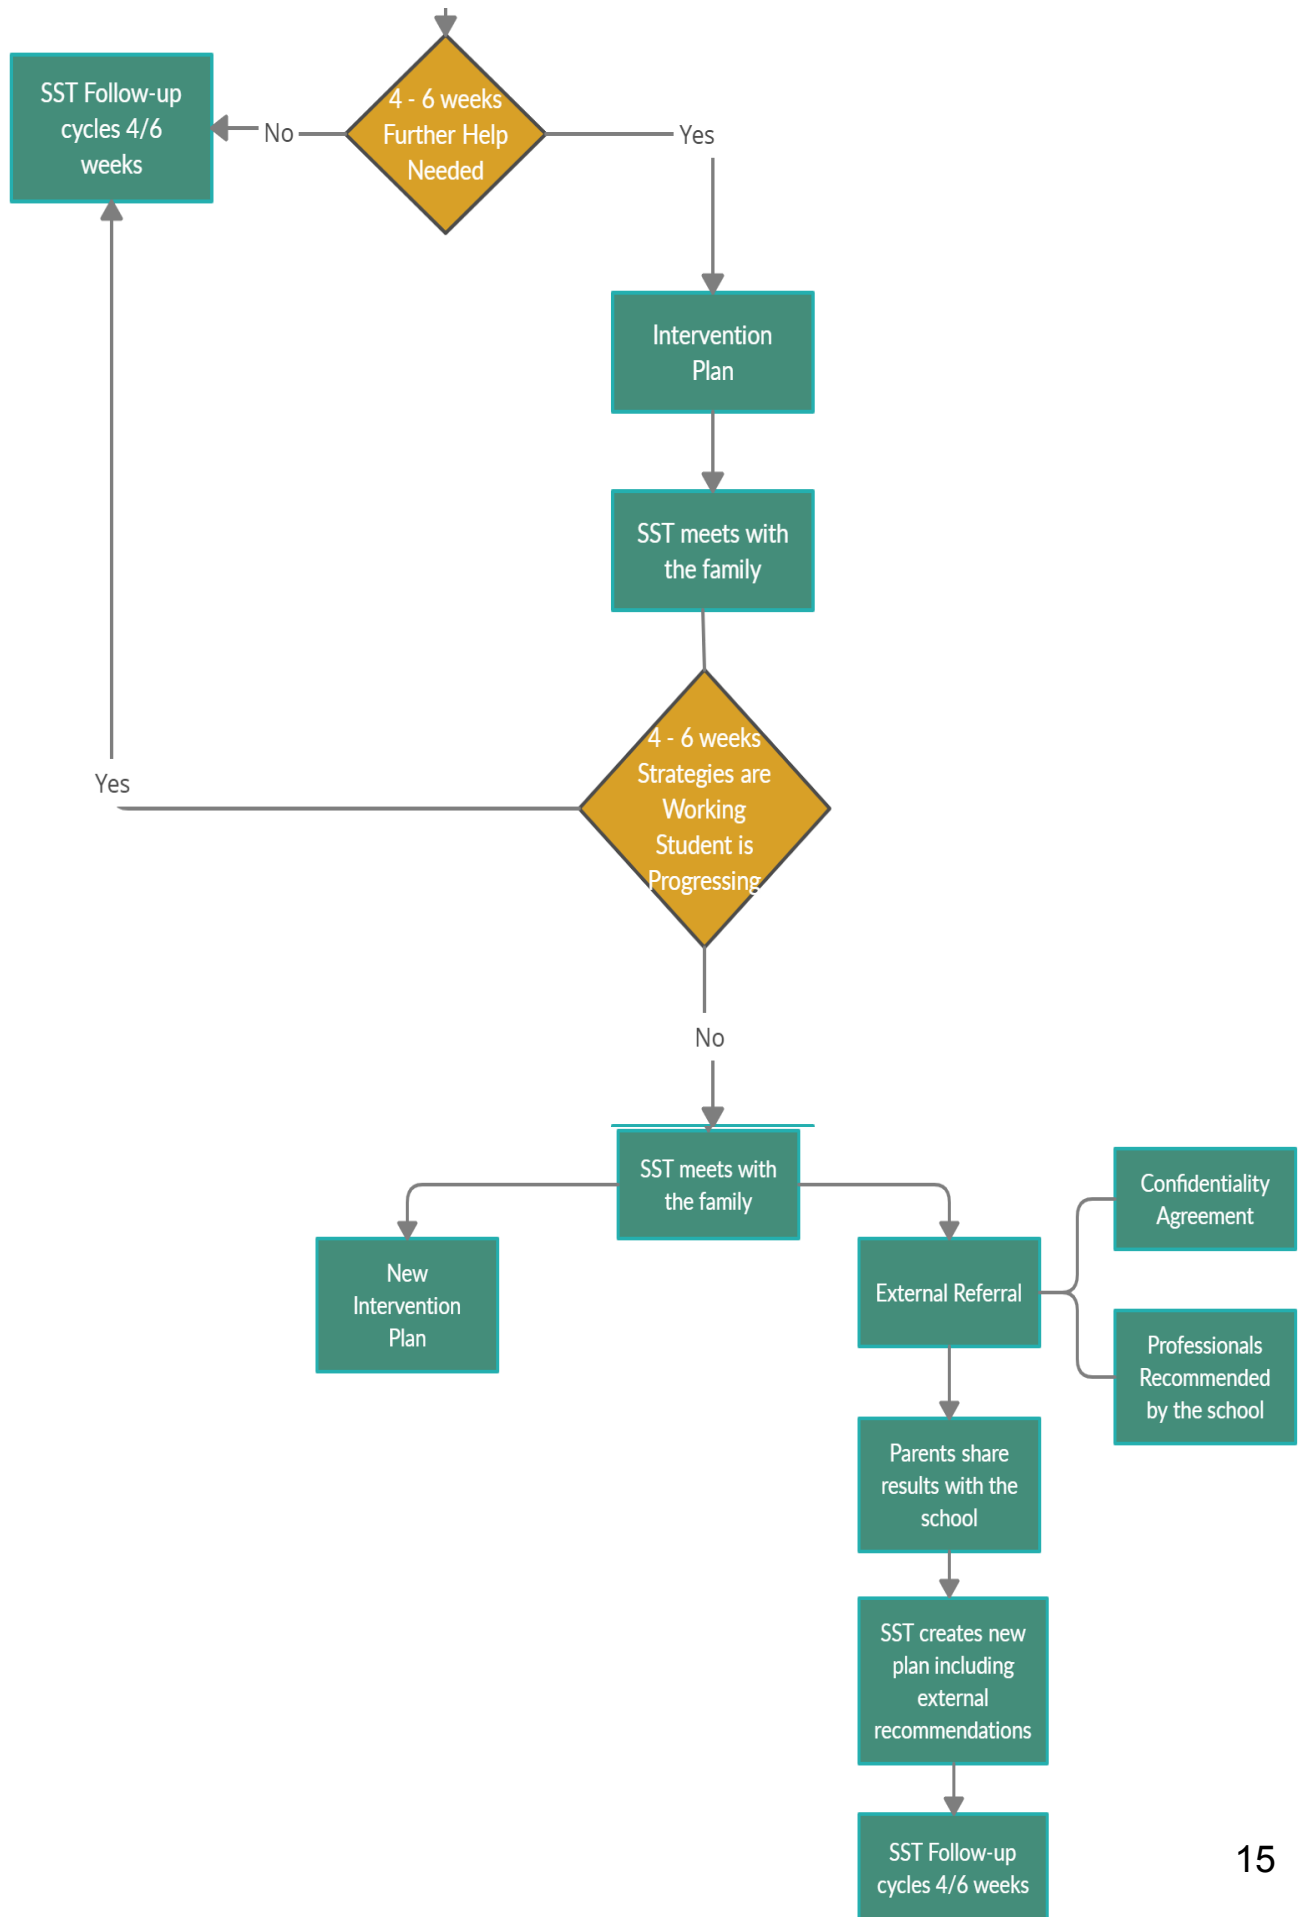 SST Follow-up
cycles 4/6
weeks
No
4 - 6 weeks
Further Help
Needed
Yes
Intervention
Plan
SST meets with
the family
4 - 6 weeks
Strategies are
Working
Student is
Progressing
Yes
No
SST meets with
the family
New
Intervention
Plan
External Referral
Confidentiality
Agreement
Professionals
Recommended
by the school
Parents share
results with the
school
SST creates new
plan including
external
recommendations
SST Follow-up
cycles 4/6 weeks
15